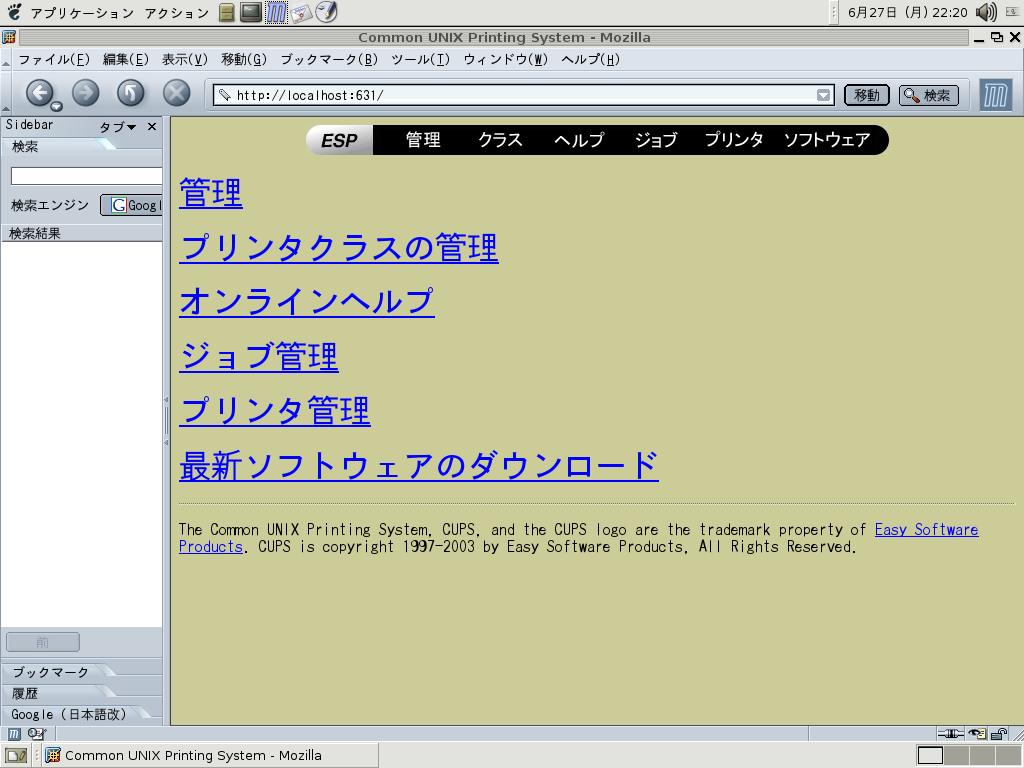 アプリケーション アクション 6月27日 (月) 22:20
Common UNIX Printing System - Mozilla
ファイル(F) 編集(E) 表示(V) 移動(G) ブックマーク(B) ツール(T) ウィンドウ(W) ヘルプ(H)
http://localhost:631/ 移動 検索
Sidebar タブ
検索
検索エンジン Googl
検索結果
前
ブックマーク
履歴
Google (日本語改)
ESP 管理 クラス ヘルプ ジョブ プリンタ ソフトウェア
管理
プリンタクラスの管理
オンラインヘルプ
ジョブ管理
プリンタ管理
最新ソフトウェアのダウンロード
The Common UNIX Printing System, CUPS, and the CUPS logo are the trademark property of Easy Software
Products. CUPS is copyright 1997-2003 by Easy Software Products, All Rights Reserved.
Common UNIX Printing System - Mozilla